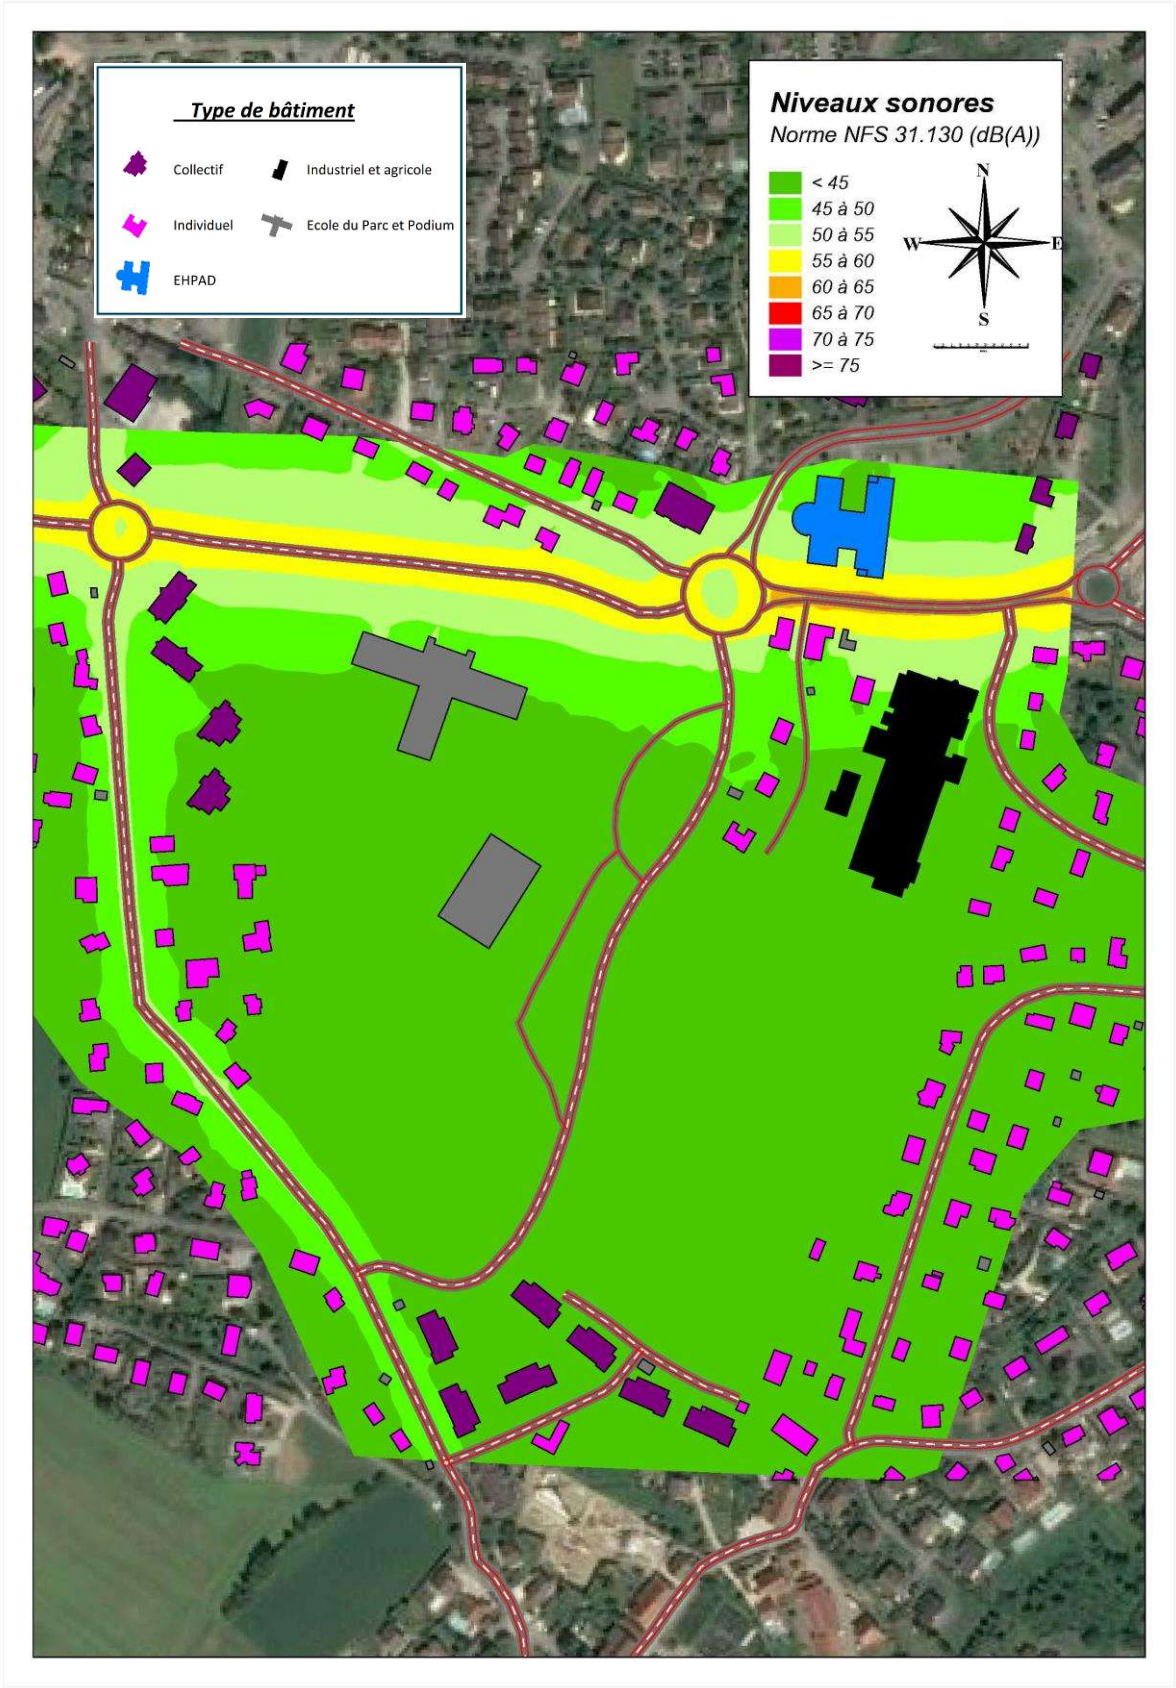 Type de bâtiment
Collectif
Industriel et agricole
Individuel
Ecole du Parc et Podium
EHPAD
Niveaux sonores
Norme NFS 31.130 (dB(A))
< 45
45 à 50
50 à 55
55 à 60
60 à 65
65 à 70
70 à 75
>= 75
N
W
E
S